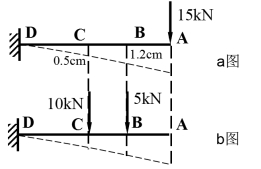 15kN
D C B A
0.5cm 1.2cm
a图
10kN 5kN
D C B A
b图